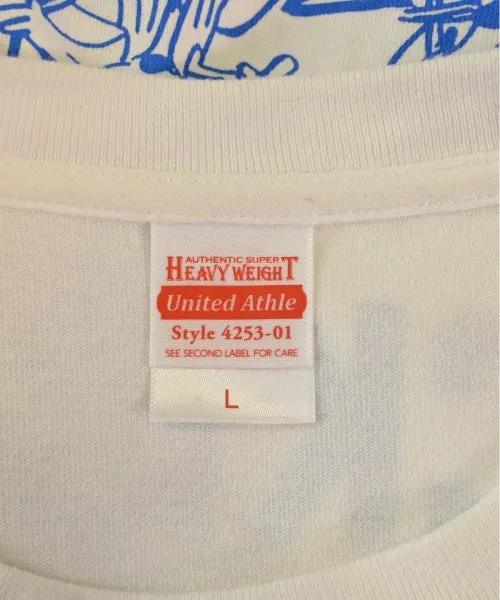 AUTHENTIC SUPER
HEAVY WEIGHT
United Athle
Style 4253-01
SEE SECOND LABEL FOR CARE
L